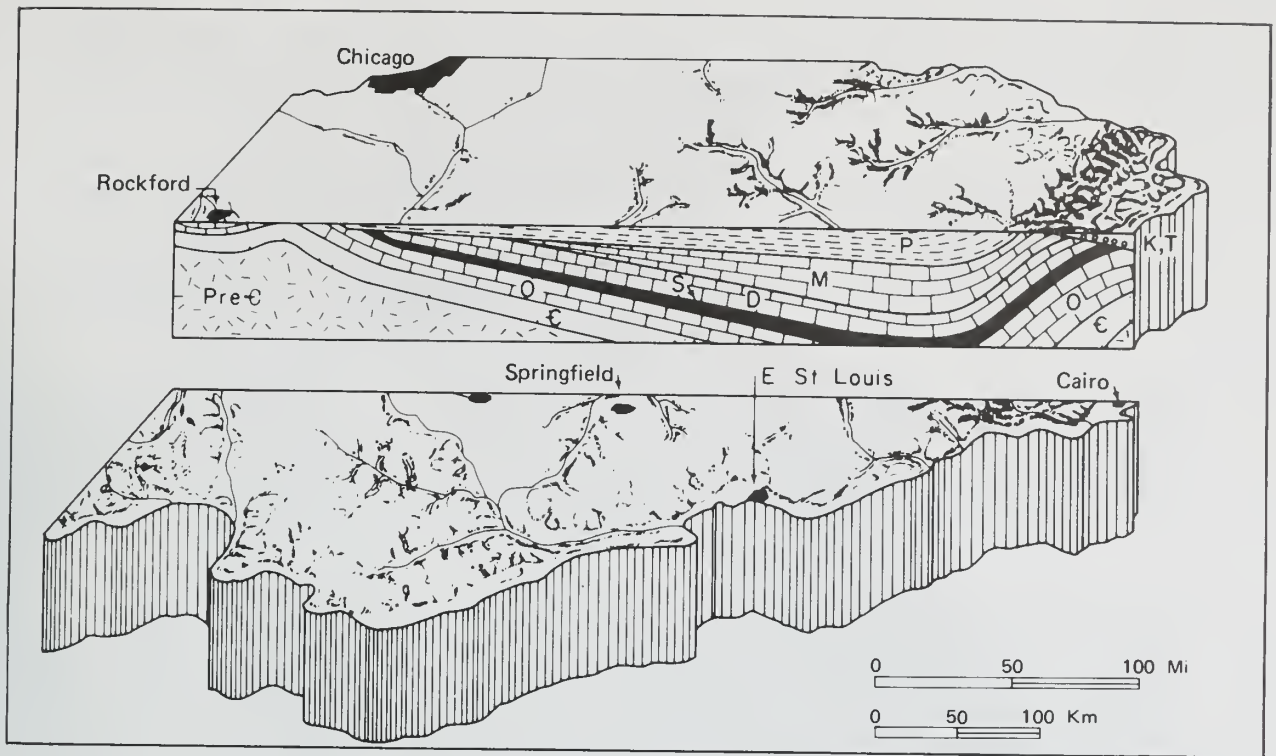 Chicago
Rockford
P
K,T
M
Pre-Є
O
S
D
O
Є
Є
Springfield
E St Louis
Cairo
0 50 100 Mi
0 50 100 Km